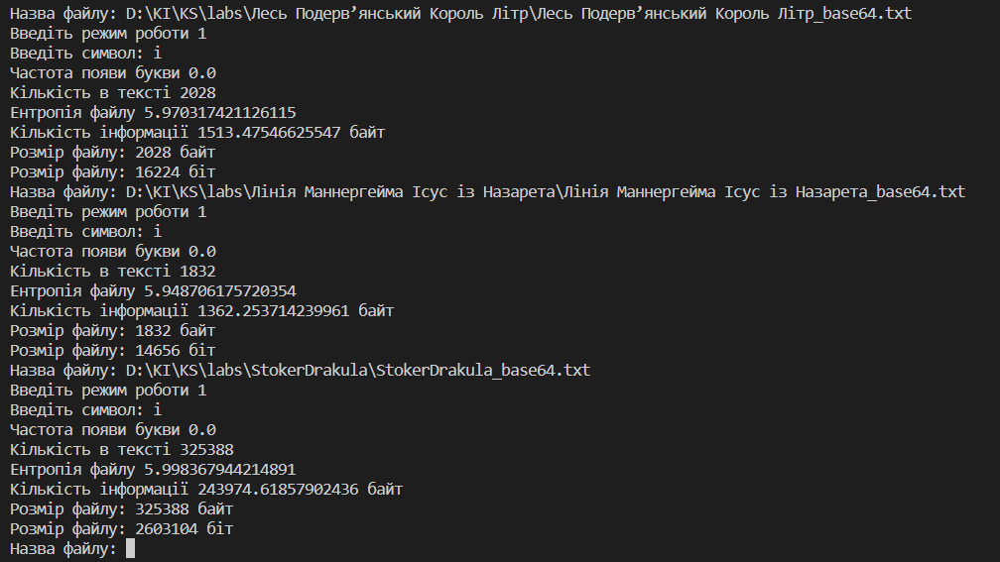 Назва файлу: D:\KI\KS\labs\Лесь Подерв’янський Король Літр\Лесь Подерв’янський Король Літр_base64.txt
Введіть режим роботи 1
Введіть символ: і
Частота появи букви 0.0
Кількість в тексті 2028
Ентропія файлу 5.970317421126115
Кількість інформації 1513.47546625547 байт
Розмір файлу: 2028 байт
Розмір файлу: 16224 біт
Назва файлу: D:\KI\KS\labs\Лінія Маннергейма Ісус із Назарета\Лінія Маннергейма Ісус із Назарета_base64.txt
Введіть режим роботи 1
Введіть символ: і
Частота появи букви 0.0
Кількість в тексті 1832
Ентропія файлу 5.948706175720354
Кількість інформації 1362.253714239961 байт
Розмір файлу: 1832 байт
Розмір файлу: 14656 біт
Назва файлу: D:\KI\KS\labs\StokerDrakula\StokerDrakula_base64.txt
Введіть режим роботи 1
Введіть символ: і
Частота появи букви 0.0
Кількість в тексті 325388
Ентропія файлу 5.998367944214891
Кількість інформації 243974.61857902436 байт
Розмір файлу: 325388 байт
Розмір файлу: 2603104 біт
Назва файлу: